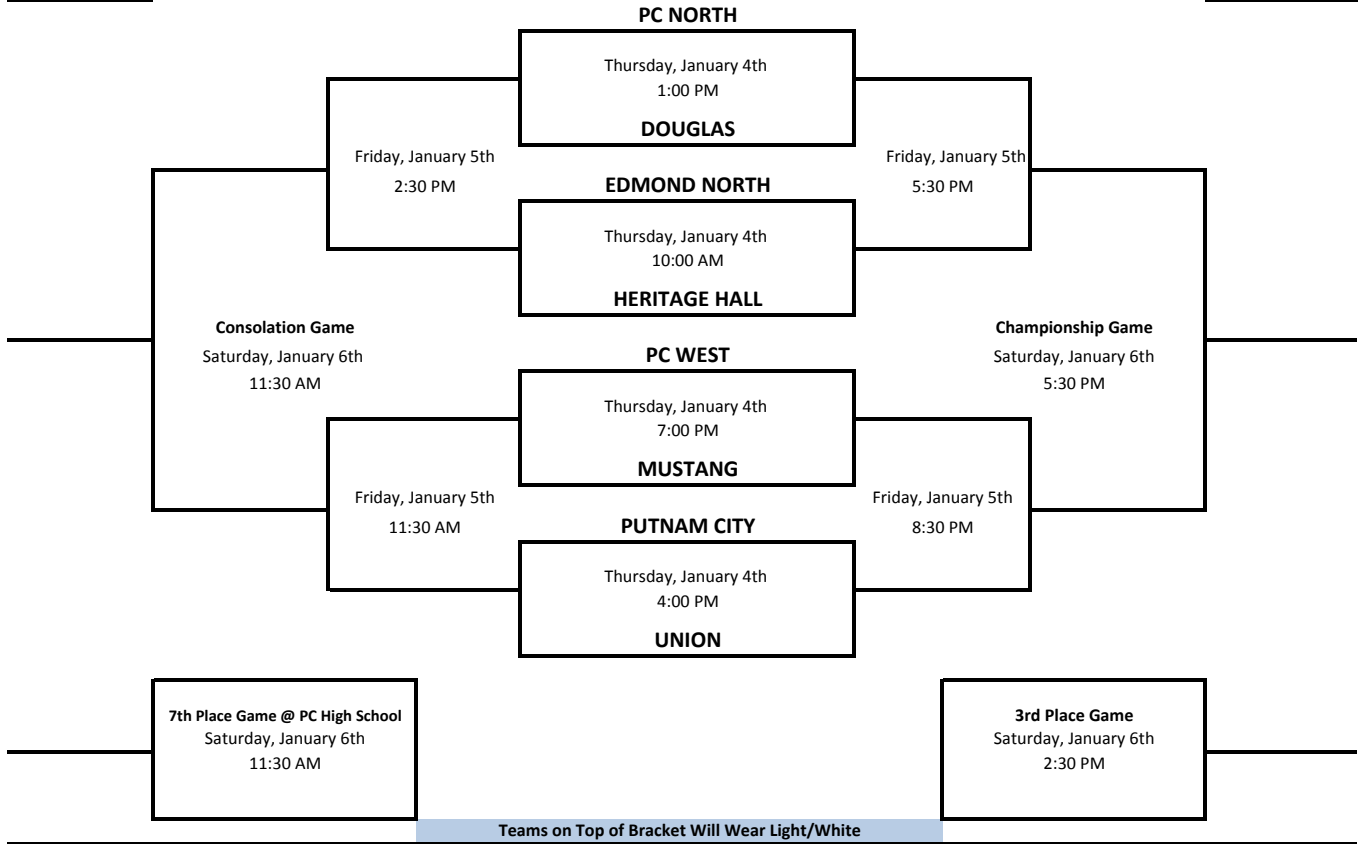 PC NORTH
Thursday, January 4th
1:00 PM
DOUGLAS
Friday, January 5th
2:30 PM
Friday, January 5th
5:30 PM
EDMOND NORTH
Thursday, January 4th
10:00 AM
HERITAGE HALL
Consolation Game
Saturday, January 6th
11:30 AM
Championship Game
Saturday, January 6th
5:30 PM
PC WEST
Thursday, January 4th
7:00 PM
MUSTANG
Friday, January 5th
11:30 AM
Friday, January 5th
8:30 PM
PUTNAM CITY
Thursday, January 4th
4:00 PM
UNION
7th Place Game @ PC High School
Saturday, January 6th
11:30 AM
3rd Place Game
Saturday, January 6th
2:30 PM
Teams on Top of Bracket Will Wear Light/White